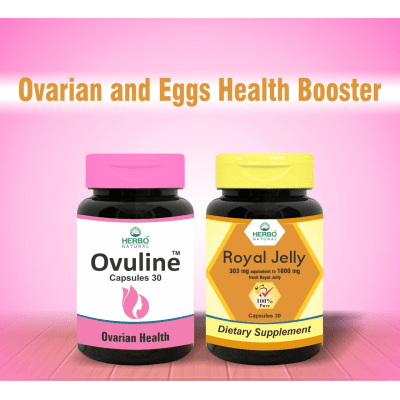 Ovarian and Eggs Health Booster
HERBO
NATURAL
Ovuline™
Capsules 30
Ovarian Health
HERBO
NATURAL
Royal Jelly
303 mg equivalent to 1000 mg
fresh Royal Jelly
100%
Pure
Capsules 30
Dietary Supplement